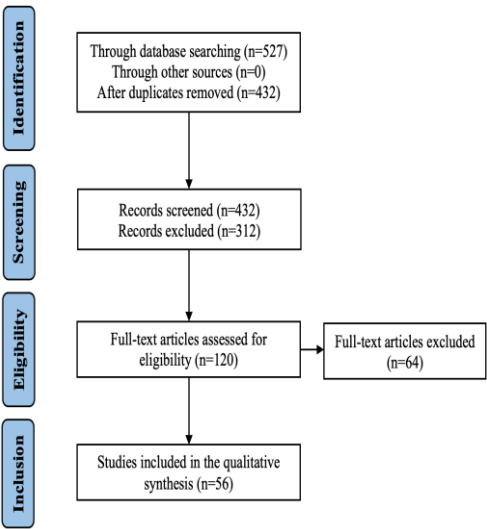 Identification
Through database searching (n=527)
Through other sources (n=0)
After duplicates removed (n=432)
Screening
Records screened (n=432)
Records excluded (n=312)
Eligibility
Full-text articles assessed for
eligibility (n=120)
Full-text articles excluded
(n=64)
Inclusion
Studies included in the qualitative
synthesis (n=56)